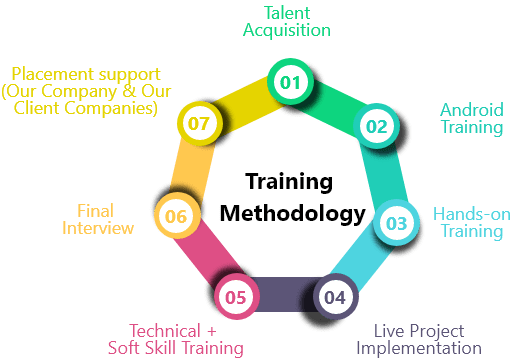 Talent
Acquisition
01
02
Android
Training
03
Hands-on
Training
04
Live Project
Implementation
05
Technical +
Soft Skill Training
06
Final
Interview
07
Placement support
(Our Company & Our
Client Companies)
Training
Methodology